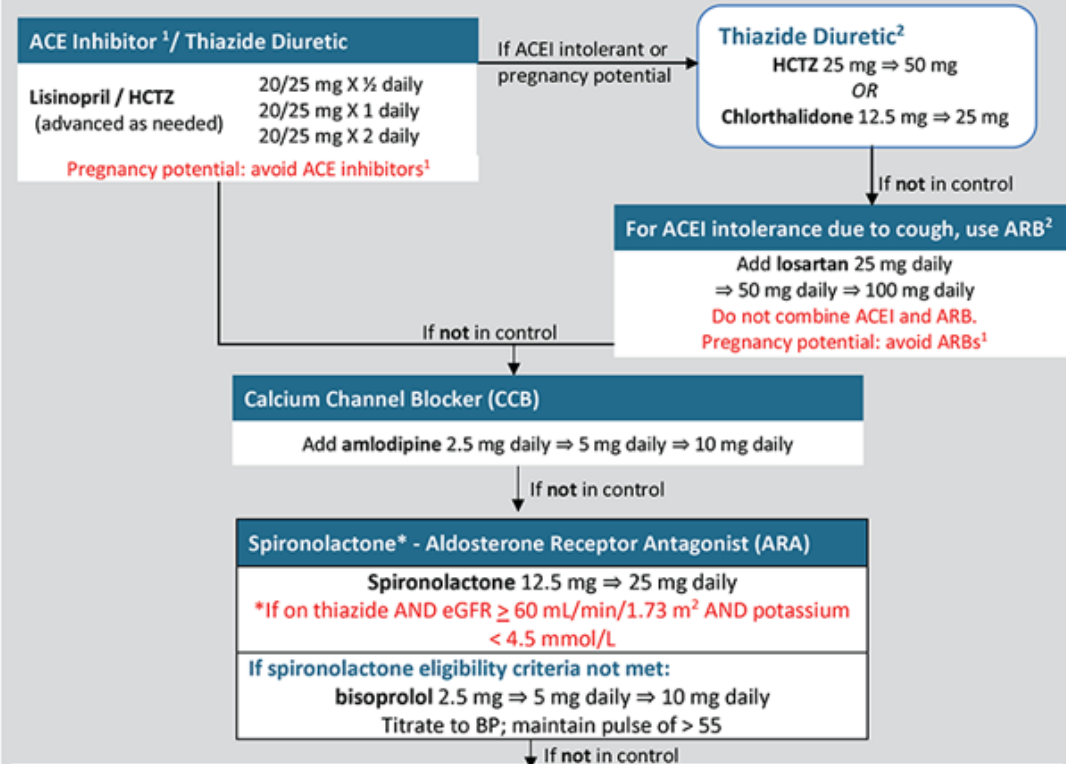 ACE Inhibitor ¹/ Thiazide Diuretic
Lisinopril / HCTZ
(advanced as needed)
20/25 mg X ½ daily
20/25 mg X 1 daily
20/25 mg X 2 daily
Pregnancy potential: avoid ACE inhibitors¹
If ACEI intolerant or
pregnancy potential
Thiazide Diuretic²
HCTZ 25 mg ⇒ 50 mg
OR
Chlorthalidone 12.5 mg ⇒ 25 mg
If not in control
For ACEI intolerance due to cough, use ARB²
Add losartan 25 mg daily
⇒ 50 mg daily ⇒ 100 mg daily
Do not combine ACEI and ARB.
Pregnancy potential: avoid ARBs¹
If not in control
Calcium Channel Blocker (CCB)
Add amlodipine 2.5 mg daily ⇒ 5 mg daily ⇒ 10 mg daily
If not in control
Spironolactone* - Aldosterone Receptor Antagonist (ARA)
Spironolactone 12.5 mg ⇒ 25 mg daily
*If on thiazide AND eGFR ≥ 60 mL/min/1.73 m² AND potassium
< 4.5 mmol/L
If spironolactone eligibility criteria not met:
bisoprolol 2.5 mg ⇒ 5 mg daily ⇒ 10 mg daily
Titrate to BP; maintain pulse of > 55
If not in control